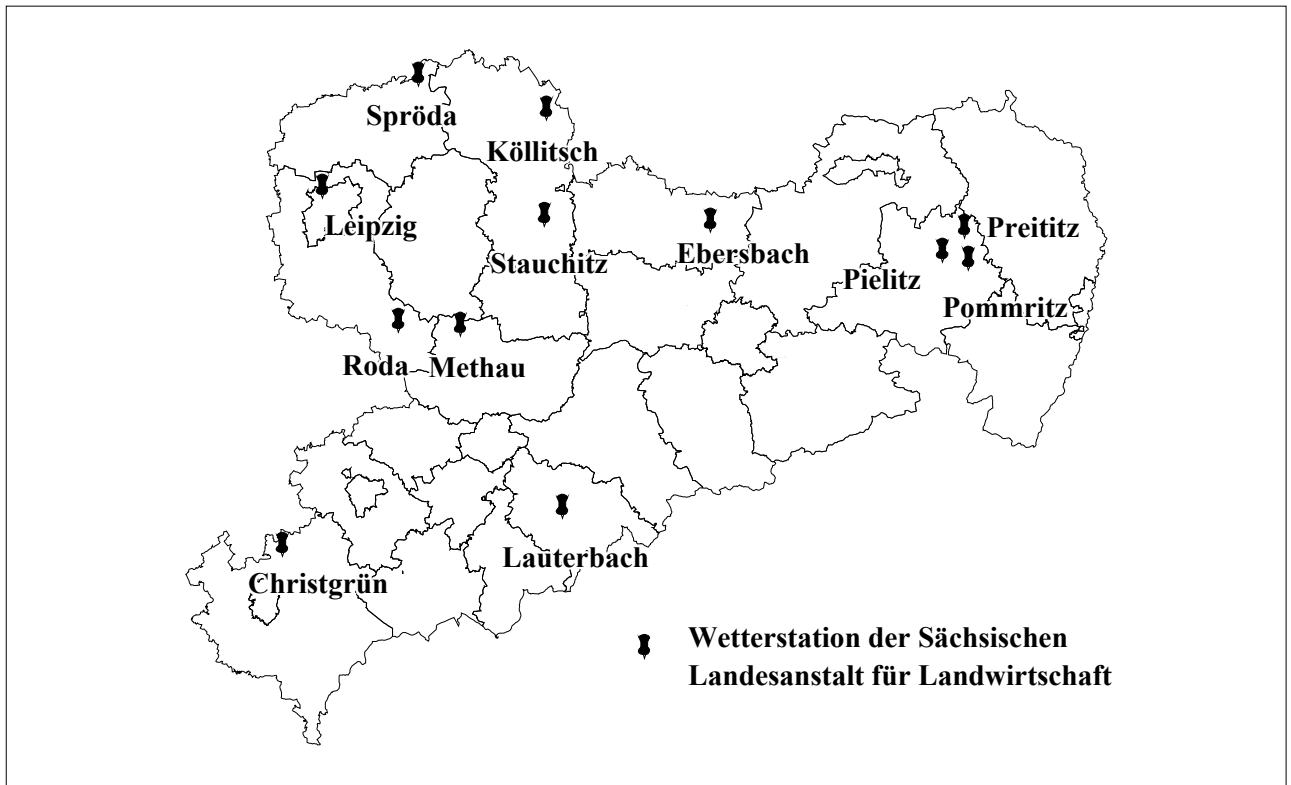 Spröda
Köllitsch
Leipzig
Stauchitz
Ebersbach
Preititz
Pielitz
Pommritz
Roda
Methau
Lauterbach
Christgrün
Wetterstation der Sächsischen
Landesanstalt für Landwirtschaft